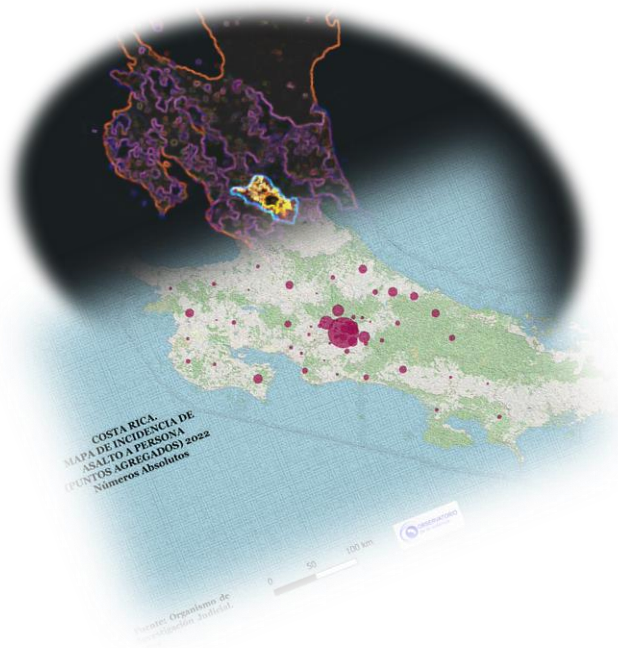 COSTA RICA.
MAPA DE INCIDENCIA DE
ASALTO A PERSONA
(PUNTOS AGREGADOS) 2022
Números Absolutos
OBSERVATORIO
0 50 100 km
Fuente: Organismo de
Investigación Judicial.